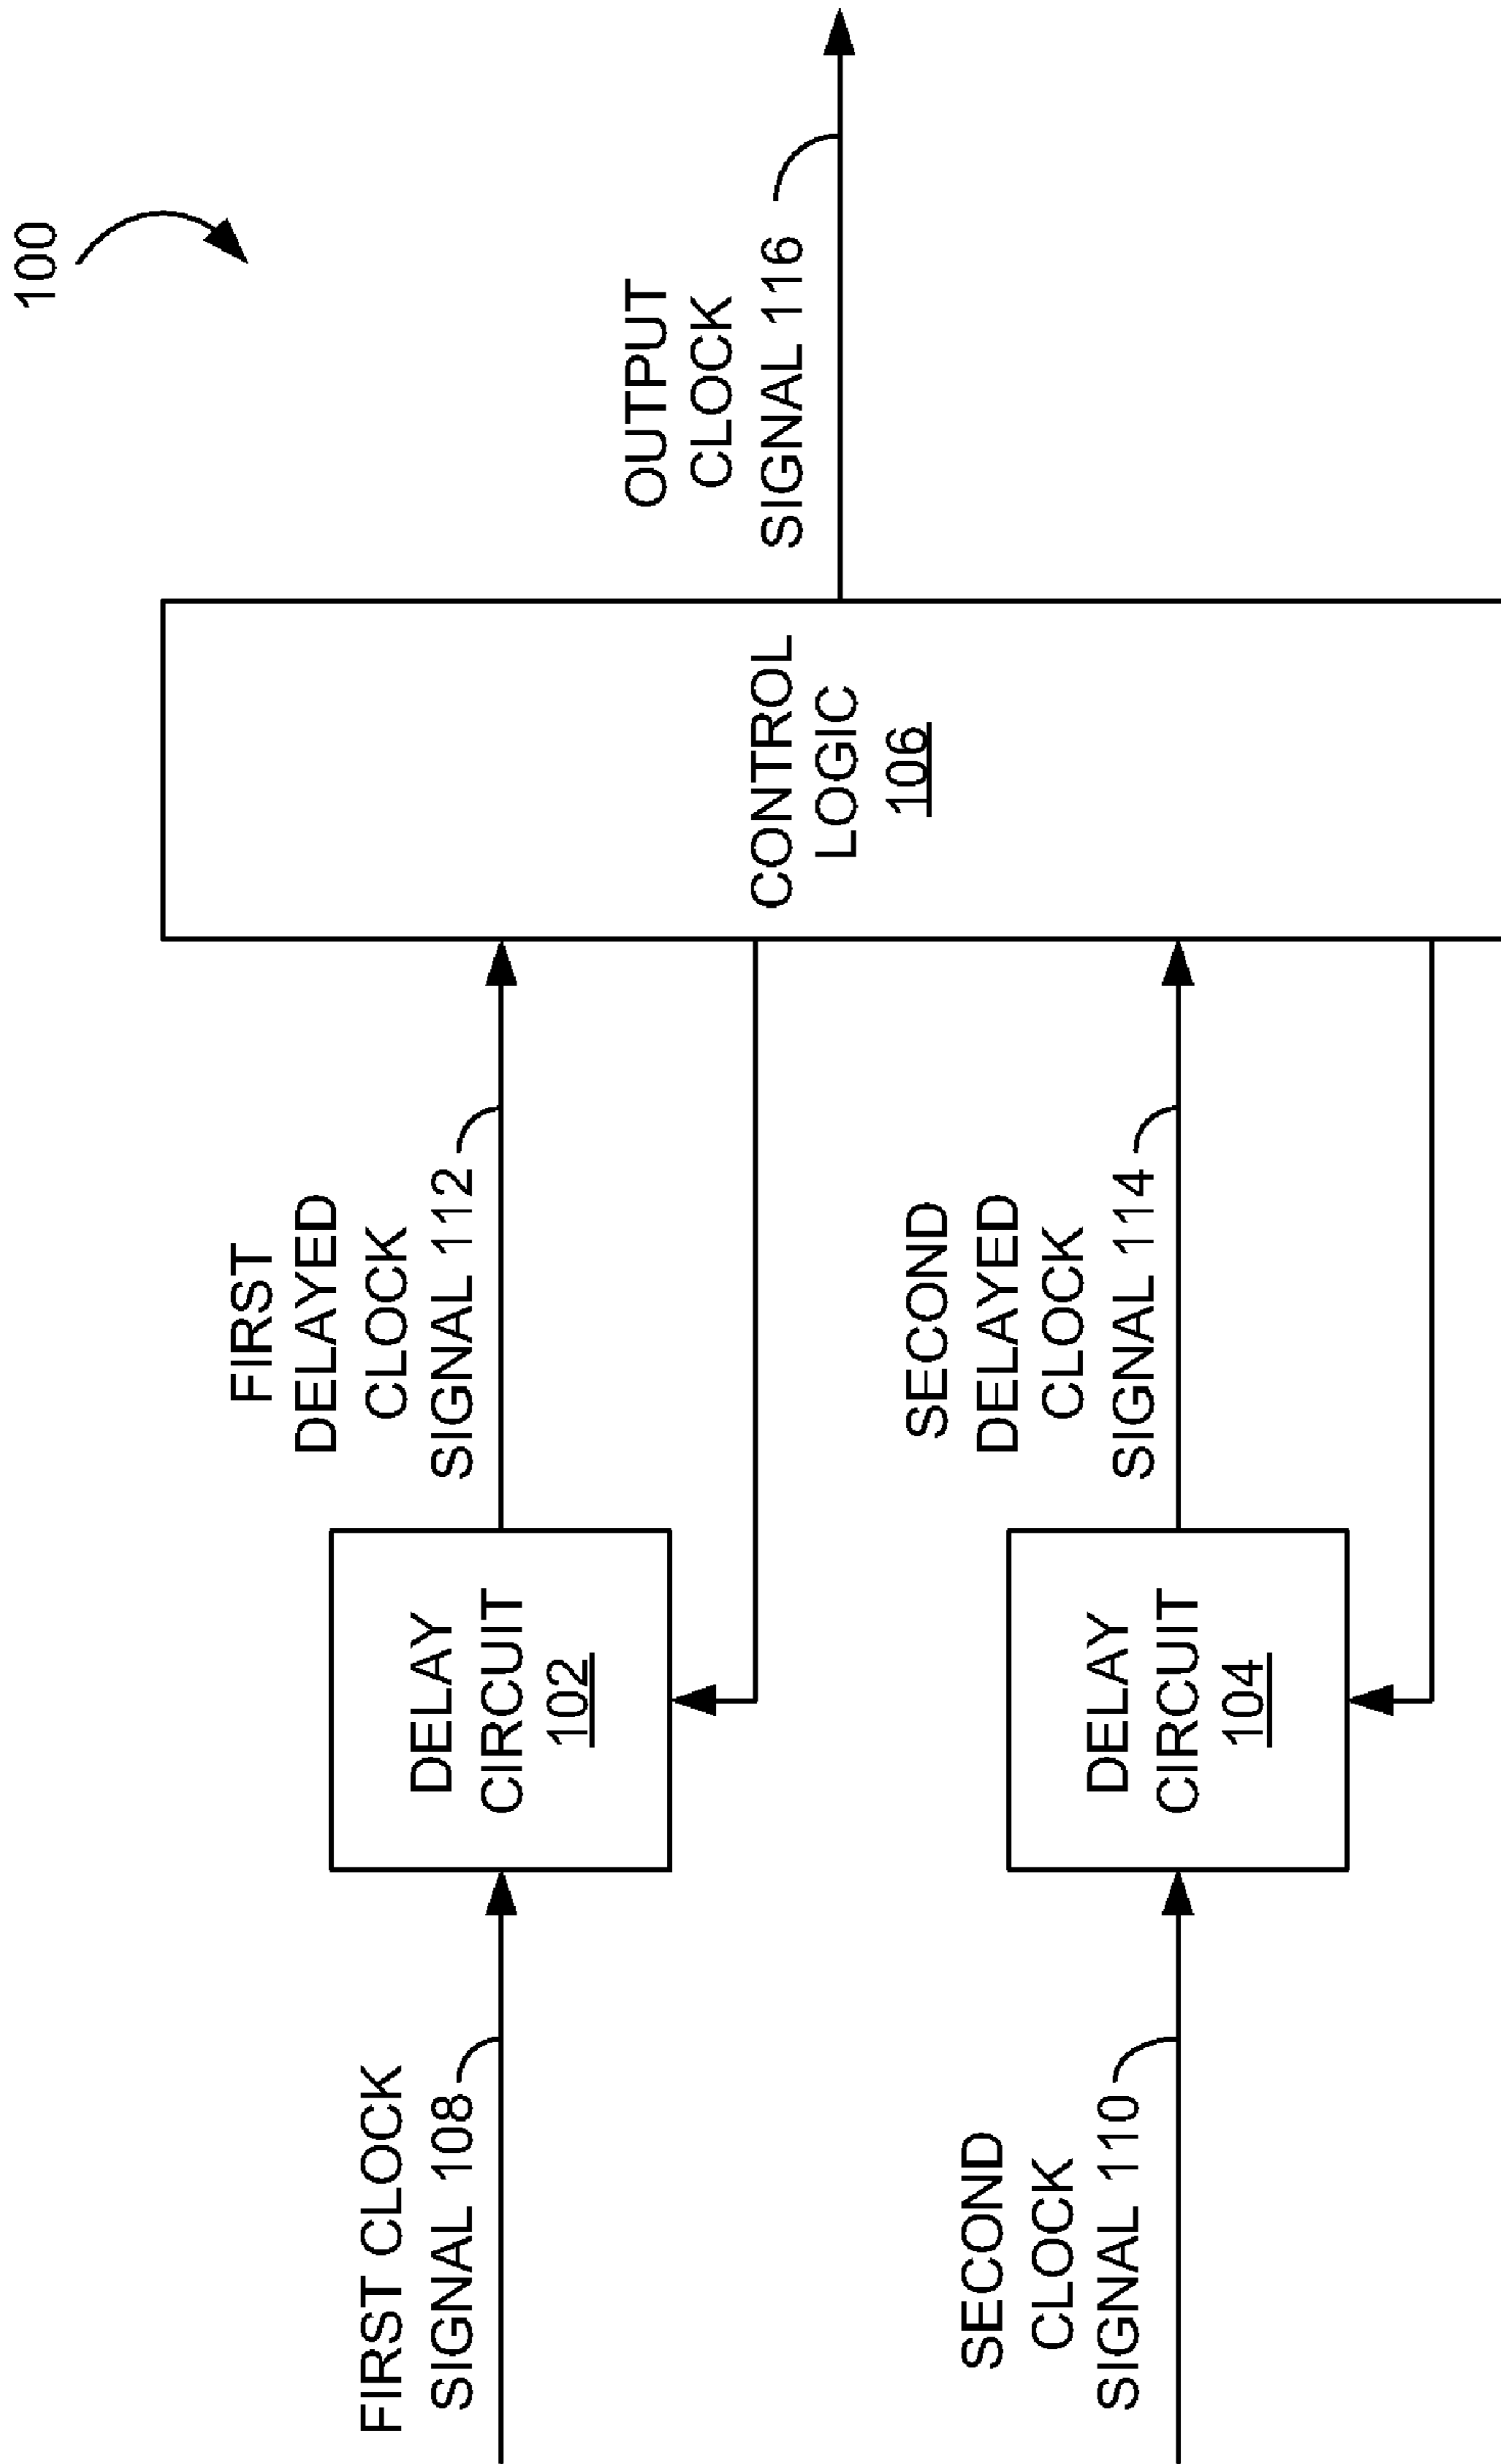 100
FIRST CLOCK
SIGNAL 108
DELAY
CIRCUIT
102
FIRST
DELAYED
CLOCK
SIGNAL 112
CONTROL
LOGIC
106
OUTPUT
CLOCK
SIGNAL 116
SECOND
CLOCK
SIGNAL 110
DELAY
CIRCUIT
104
SECOND
DELAYED
CLOCK
SIGNAL 114